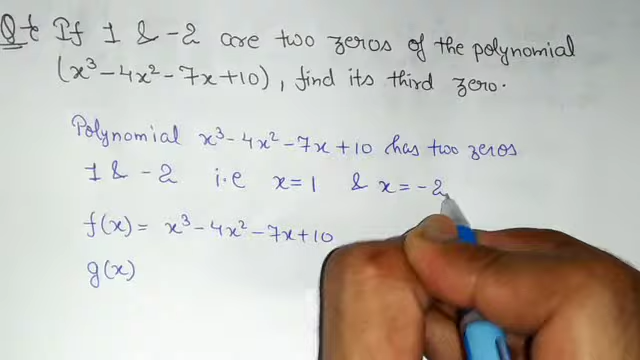 Q:6 If 1 & -2 are two zeros of the polynomial
(x³ - 4x² - 7x + 10), find its third zero.
Polynomial x³ - 4x² - 7x + 10 has two zeros
1 & -2 i.e x = 1 & x = -2
f(x) = x³ - 4x² - 7x + 10
g(x)